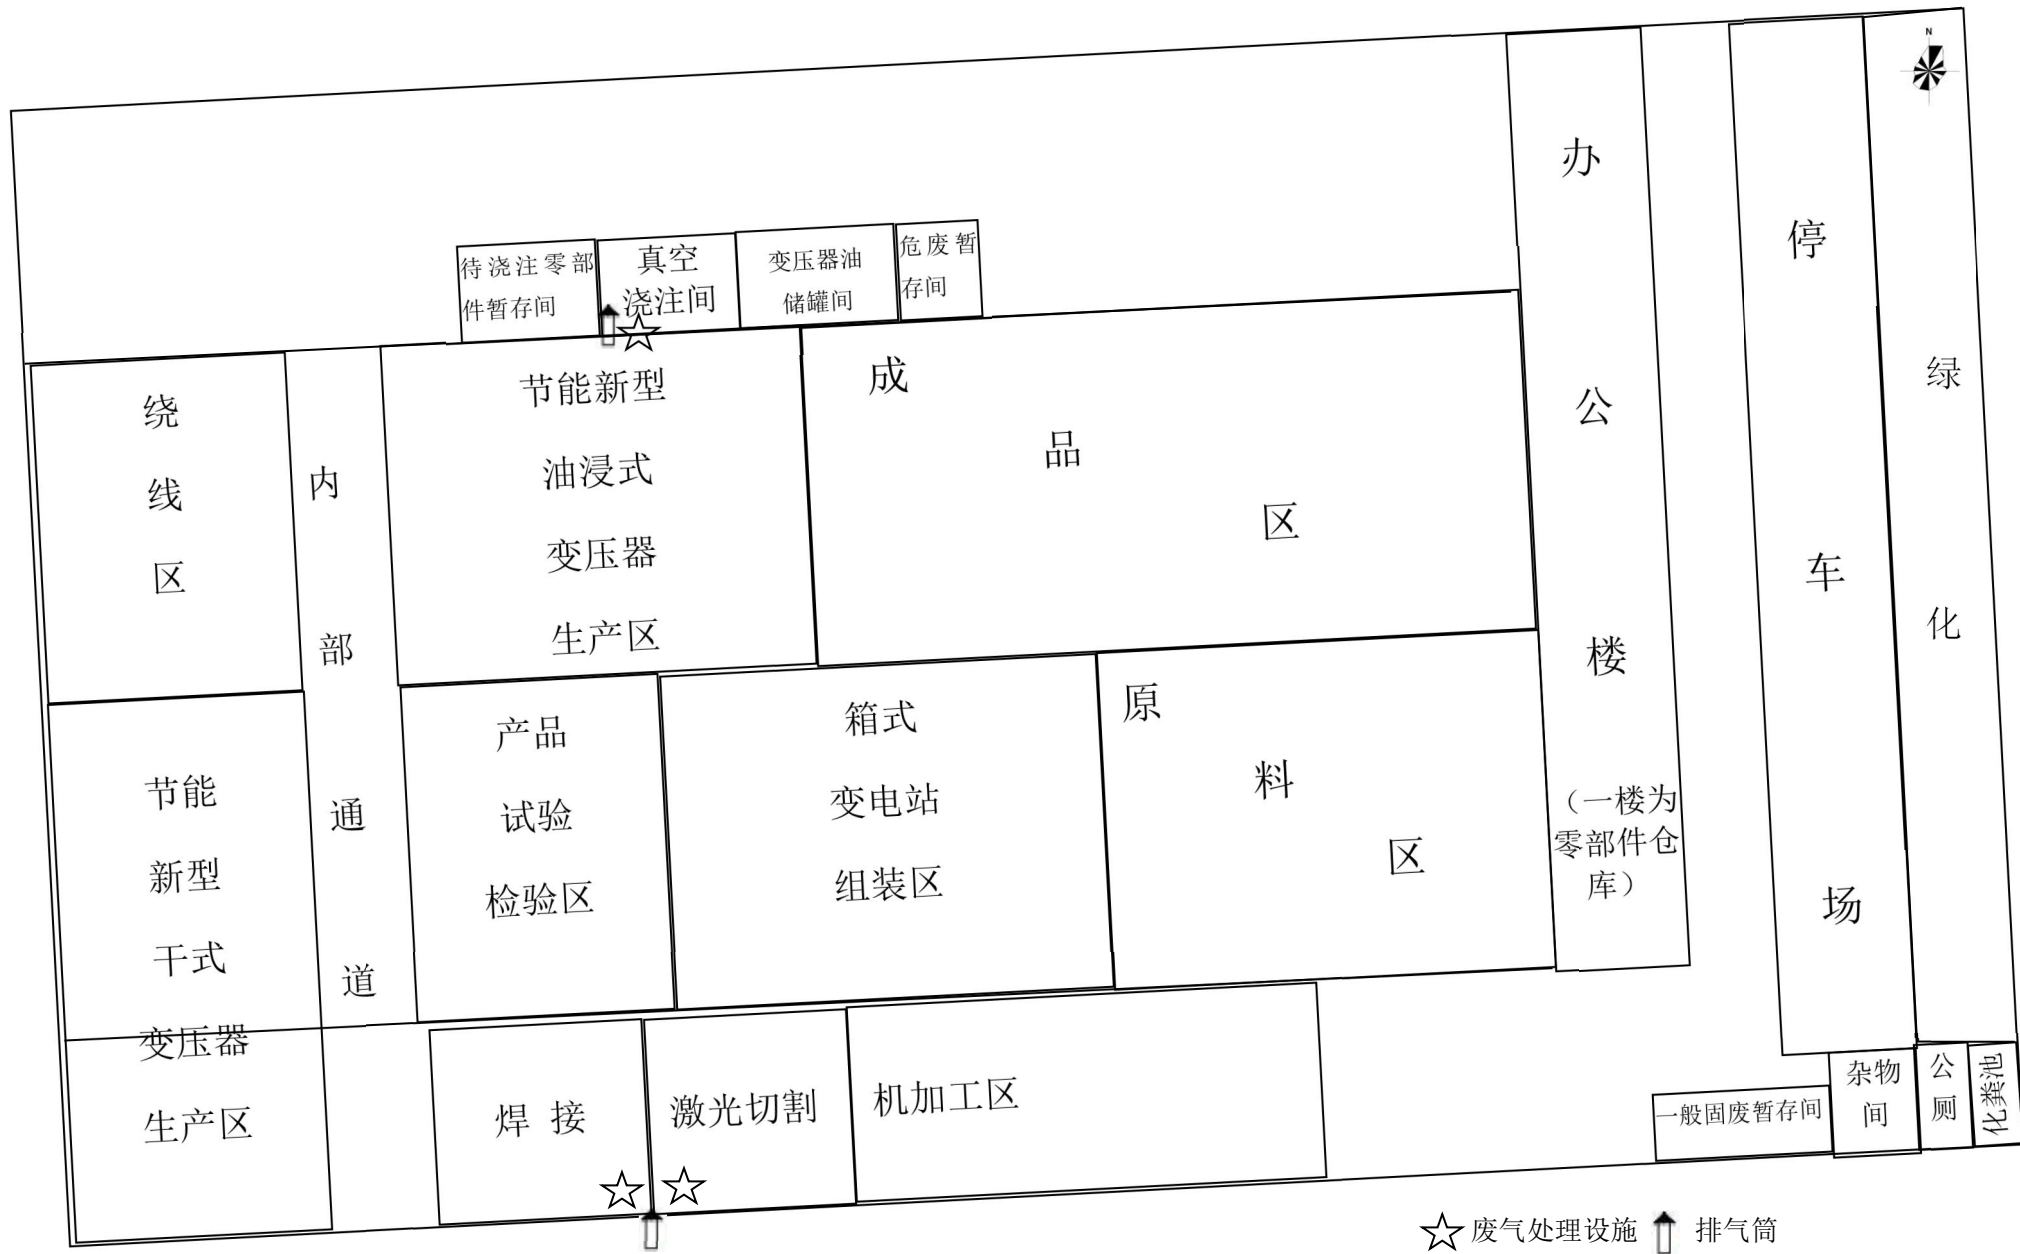 N
办
公
楼
（一楼为
零部件仓
库）
停
车
场
绿
化
待浇注零部
件暂存间
真空
浇注间
变压器油
储罐间
危废暂
存间
绕
线
区
内
部
通
道
节能新型
油浸式
变压器
生产区
成
品
区
节能
新型
干式
变压器
生产区
产品
试验
检验区
箱式
变电站
组装区
原
料
区
焊 接
激光切割
机加工区
一般固废暂存间
杂物
间
公
厕
化粪池
废气处理设施
排气筒